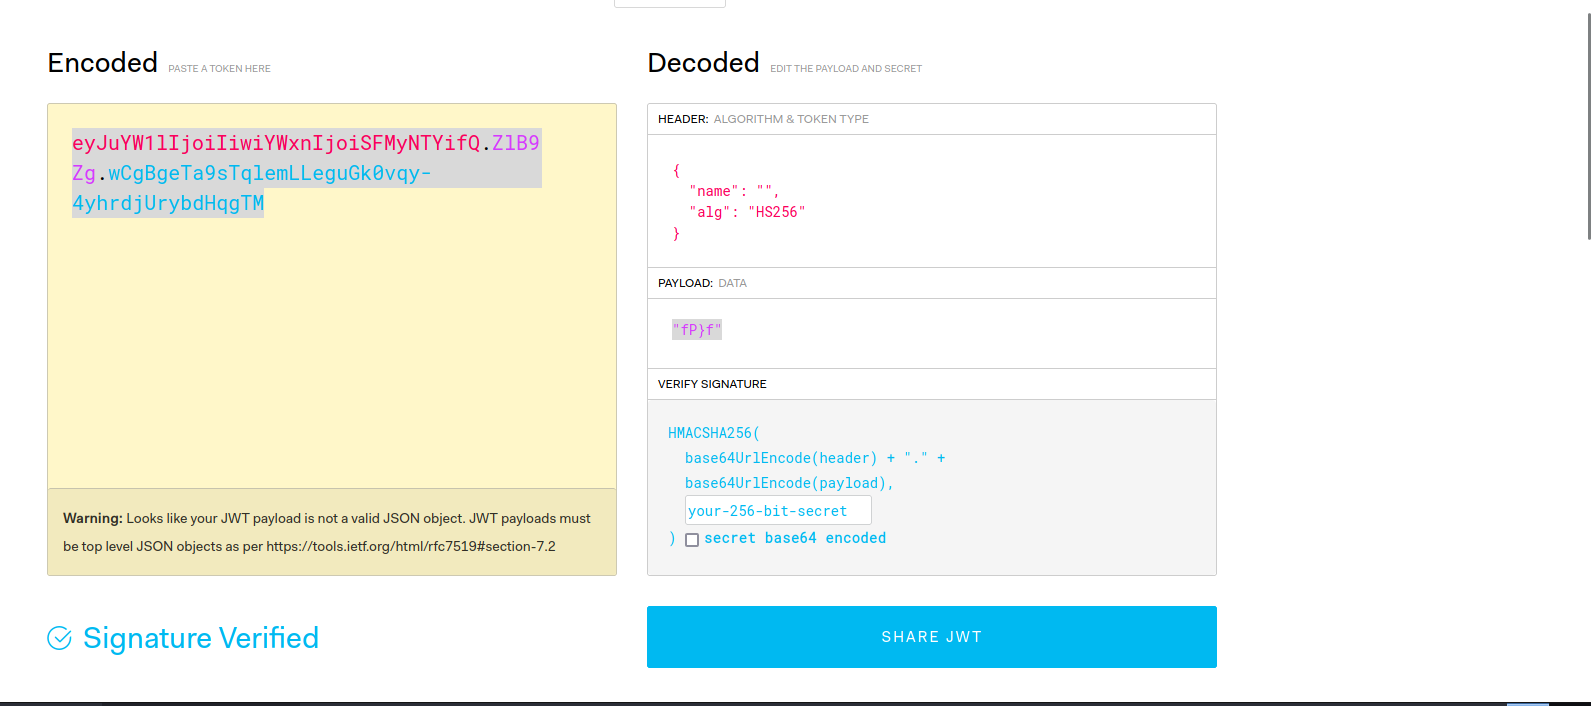 Encoded PASTE A TOKEN HERE
eyJuYW1lIjoiIiwiYWxnIjoiSFMyNTYifQ.ZlB9
Zg.wCgBgeTa9sTqlemLLeguGk0vqy-
4yhrdjUrybdHqgTM
Warning: Looks like your JWT payload is not a valid JSON object. JWT payloads must
be top level JSON objects as per https://tools.ietf.org/html/rfc7519#section-7.2
Signature Verified
Decoded EDIT THE PAYLOAD AND SECRET
HEADER: ALGORITHM & TOKEN TYPE
{
"name": "",
"alg": "HS256"
}
PAYLOAD: DATA
"fP}f"
VERIFY SIGNATURE
HMACSHA256(
base64UrlEncode(header) + "." +
base64UrlEncode(payload),
your-256-bit-secret
) secret base64 encoded
SHARE JWT